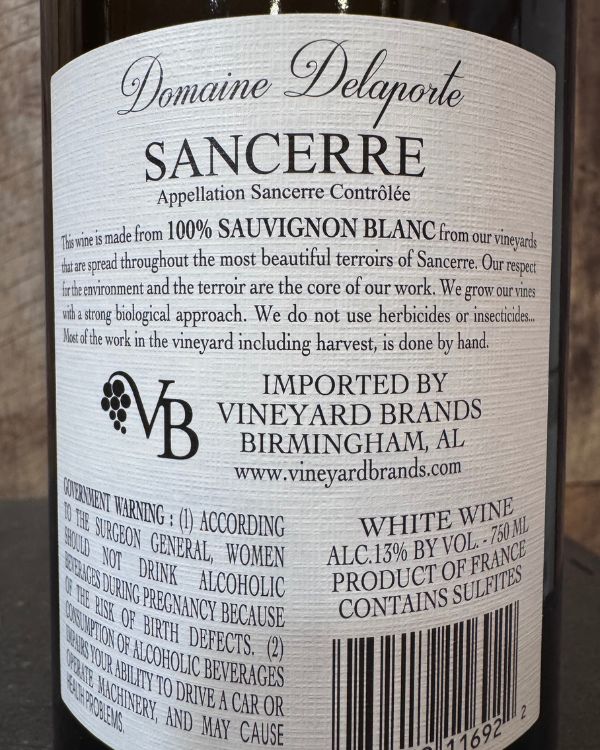 Domaine Delaporte
SANCERRE
Appellation Sancerre Contrôlée
This wine is made from 100% SAUVIGNON BLANC from our vineyards
that are spread throughout the most beautiful terroirs of Sancerre. Our respect
for the environment and the terroir are the core of our work. We grow our vines
with a strong biological approach. We do not use herbicides or insecticides...
Most of the work in the vineyard including harvest, is done by hand.
VB
IMPORTED BY
VINEYARD BRANDS
BIRMINGHAM, AL
www.vineyardbrands.com
GOVERNMENT WARNING : (1) ACCORDING
TO THE SURGEON GENERAL, WOMEN
SHOULD NOT DRINK ALCOHOLIC
BEVERAGES DURING PREGNANCY BECAUSE
OF THE RISK OF BIRTH DEFECTS. (2)
CONSUMPTION OF ALCOHOLIC BEVERAGES
IMPAIRS YOUR ABILITY TO DRIVE A CAR OR
OPERATE MACHINERY, AND MAY CAUSE
HEALTH PROBLEMS.
WHITE WINE
ALC.13% BY VOL. - 750 ML
PRODUCT OF FRANCE
CONTAINS SULFITES
11692 2